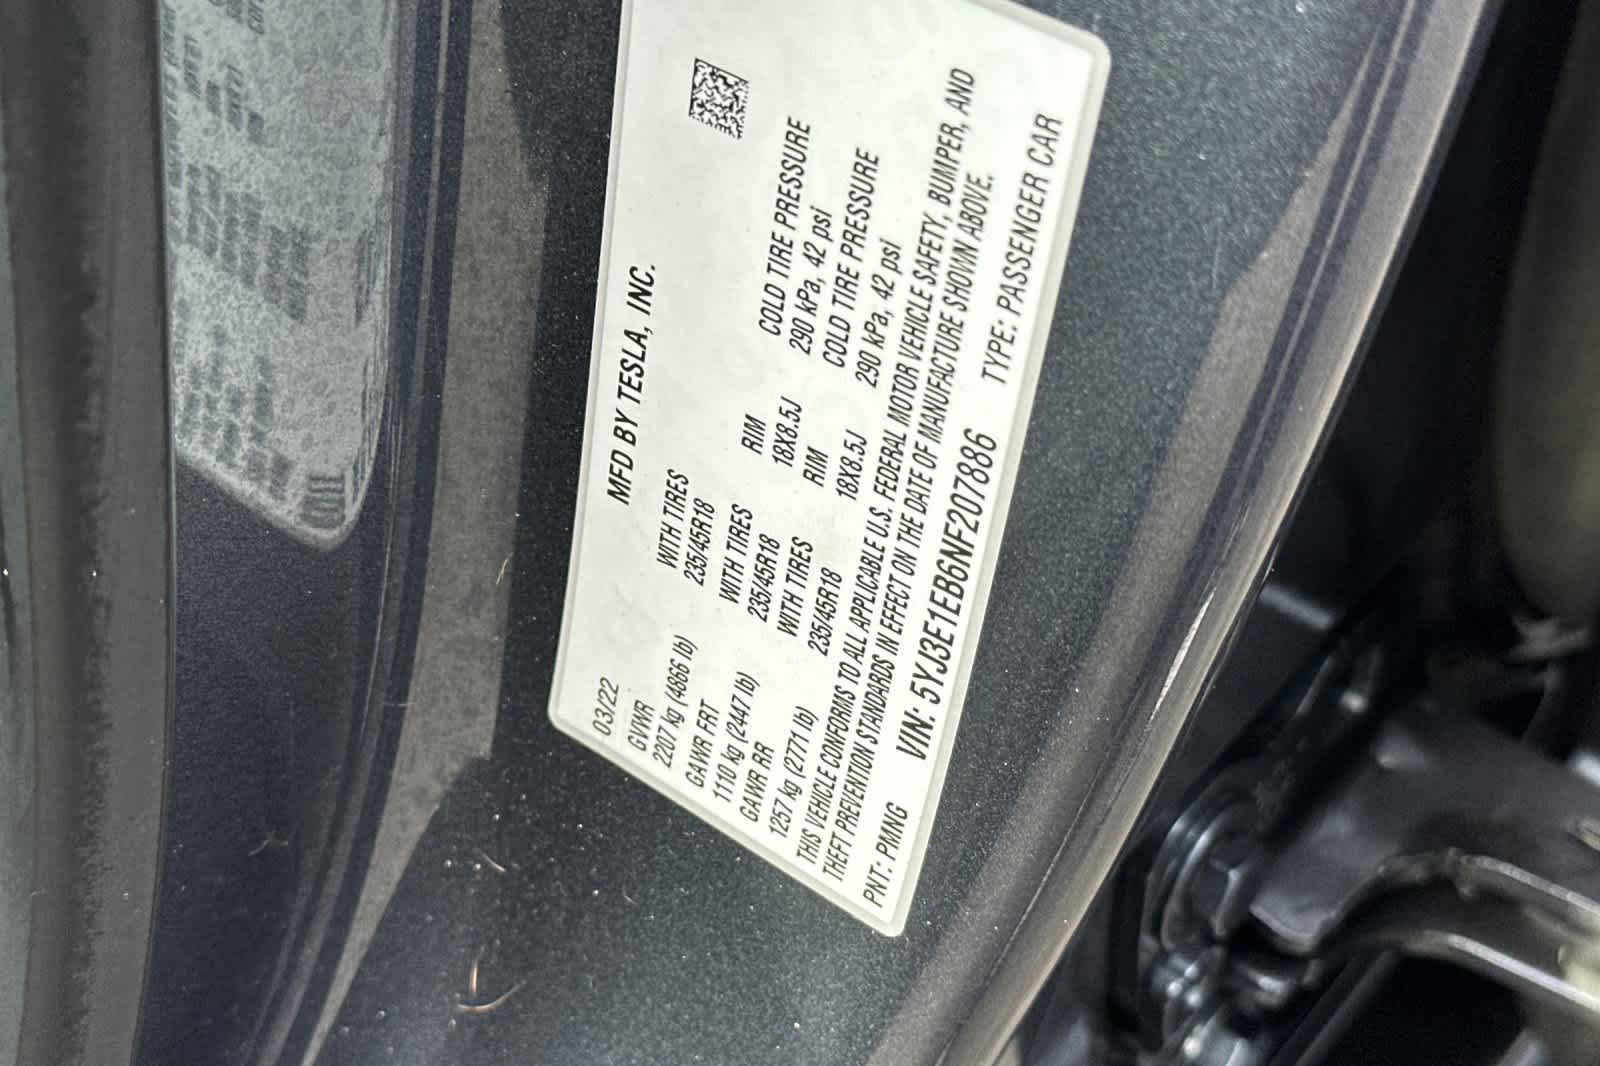 MFD BY TESLA, INC.
03/22
GVWR WITH TIRES RIM COLD TIRE PRESSURE
2207 kg (4866 lb) 235/45R18 18X8.5J 290 kPa, 42 psi
GAWR FRT WITH TIRES RIM COLD TIRE PRESSURE
1110 kg (2447 lb) 235/45R18 18X8.5J 290 kPa, 42 psi
GAWR RR WITH TIRES
1257 kg (2771 lb) 235/45R18
THIS VEHICLE CONFORMS TO ALL APPLICABLE U.S. FEDERAL MOTOR VEHICLE SAFETY, BUMPER, AND
THEFT PREVENTION STANDARDS IN EFFECT ON THE DATE OF MANUFACTURE SHOWN ABOVE.
PNT: PMNG VIN: 5YJ3E1EB6NF207886 TYPE: PASSENGER CAR